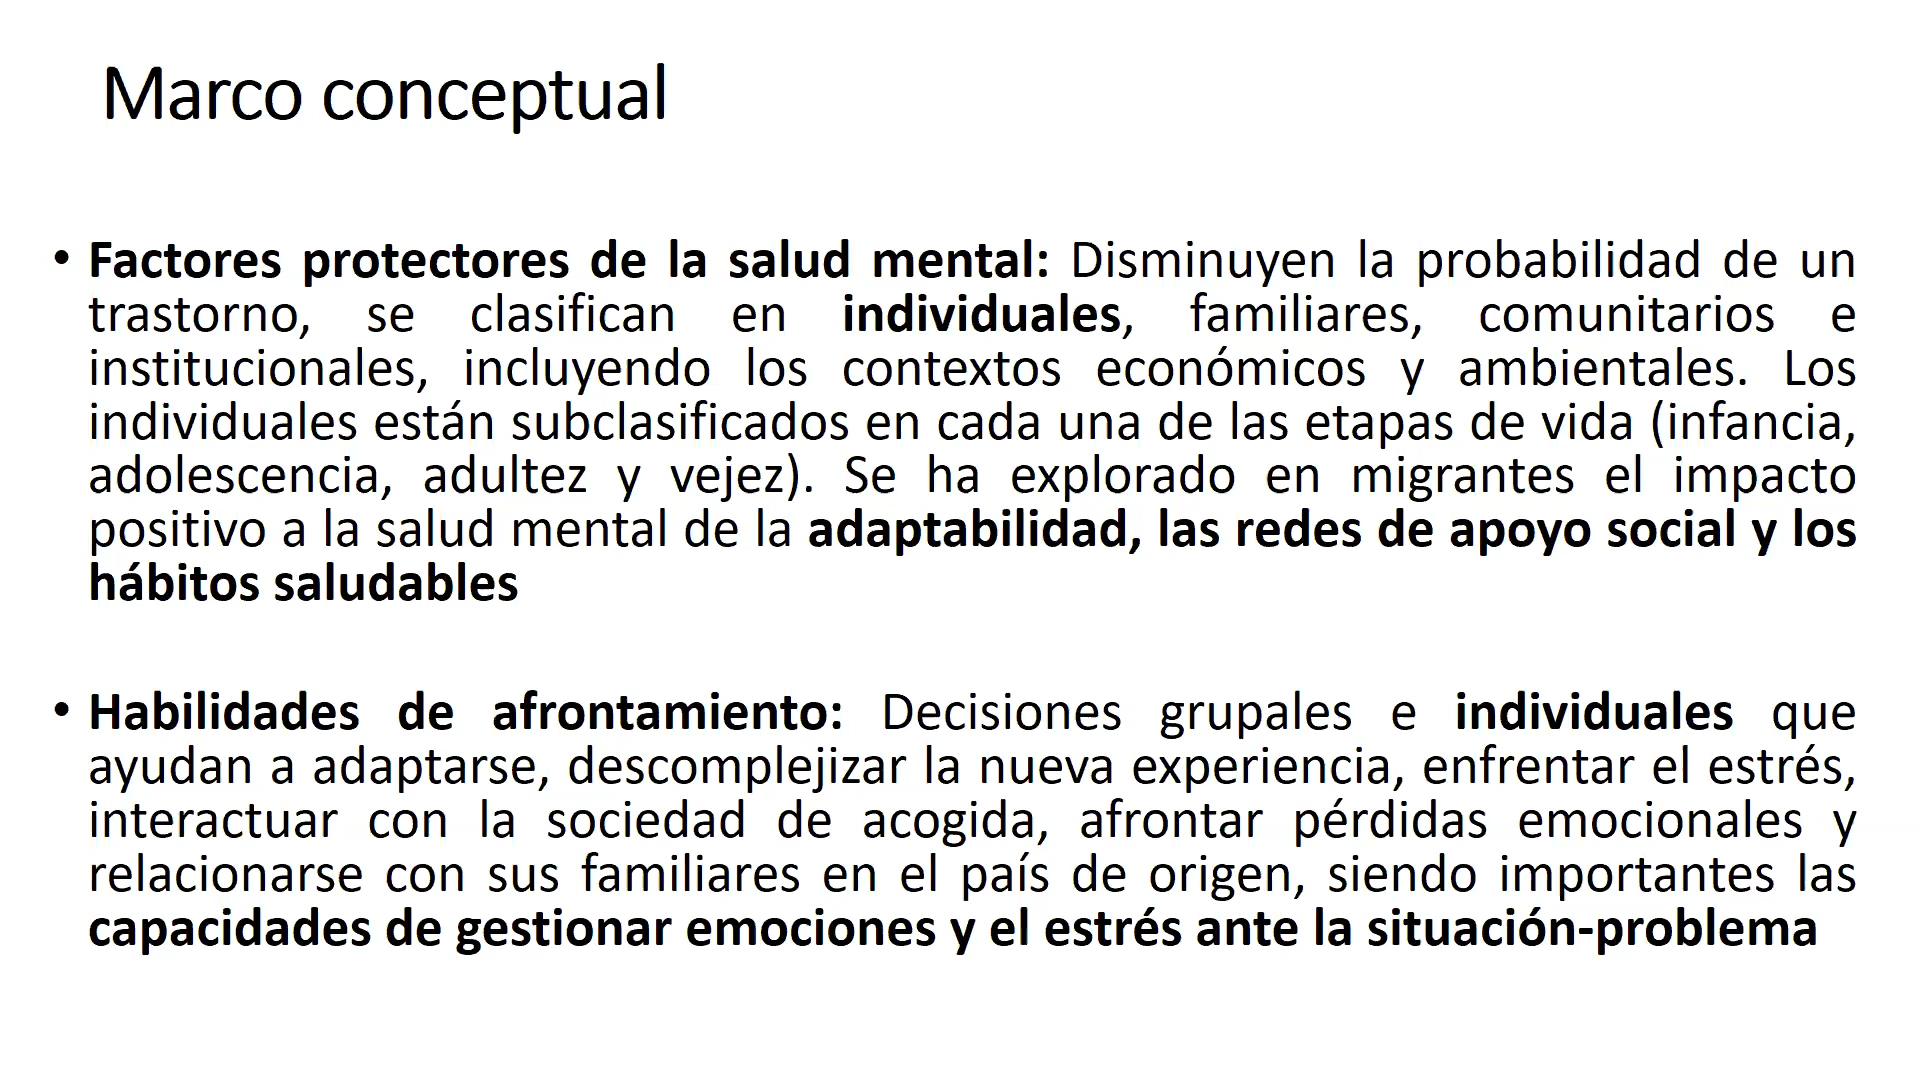 Marco conceptual
• Factores protectores de la salud mental: Disminuyen la probabilidad de un
trastorno, se clasifican en individuales, familiares, comunitarios e
institucionales, incluyendo los contextos económicos y ambientales. Los
individuales están subclasificados en cada una de las etapas de vida (infancia,
adolescencia, adultez y vejez). Se ha explorado en migrantes el impacto
positivo a la salud mental de la adaptabilidad, las redes de apoyo social y los
hábitos saludables
• Habilidades de afrontamiento: Decisiones grupales e individuales que
ayudan a adaptarse, descomplejizar la nueva experiencia, enfrentar el estrés,
interactuar con la sociedad de acogida, afrontar pérdidas emocionales y
relacionarse con sus familiares en el país de origen, siendo importantes las
capacidades de gestionar emociones y el estrés ante la situación-problema